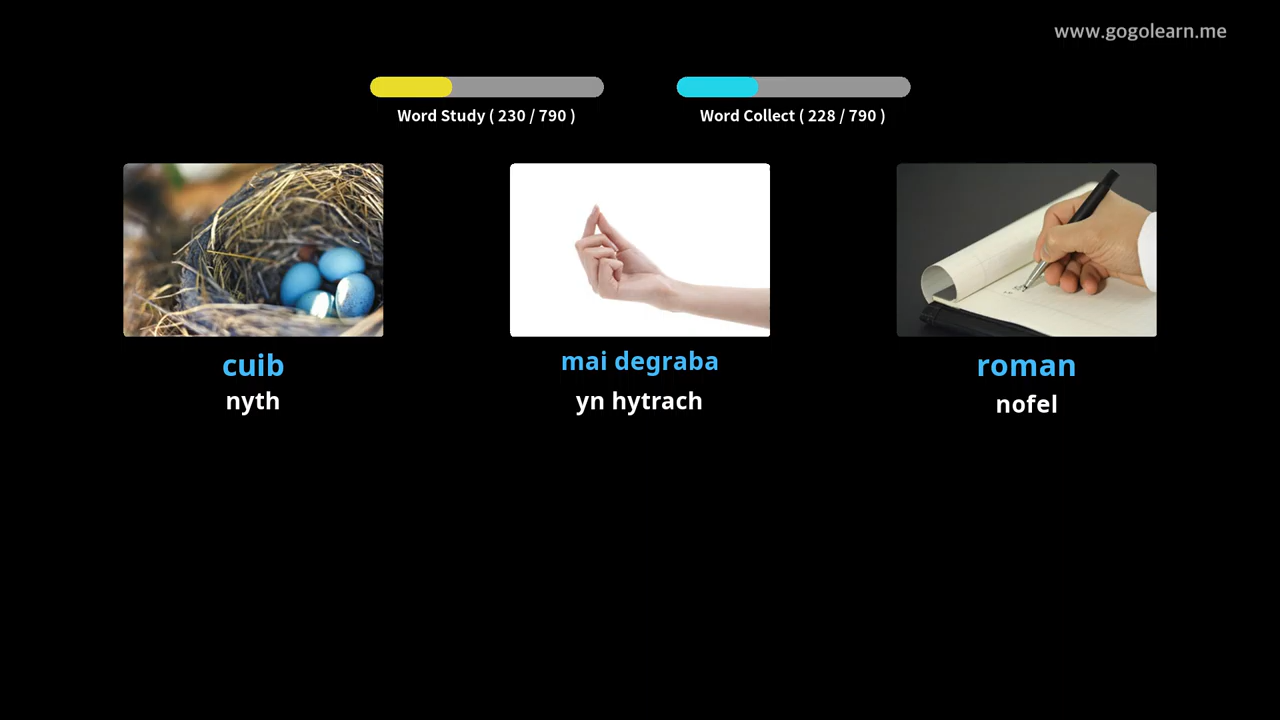 www.gogolearn.me
Word Study ( 230 / 790 )
Word Collect ( 228 / 790 )
cuib
nyth
mai degraba
yn hytrach
roman
nofel